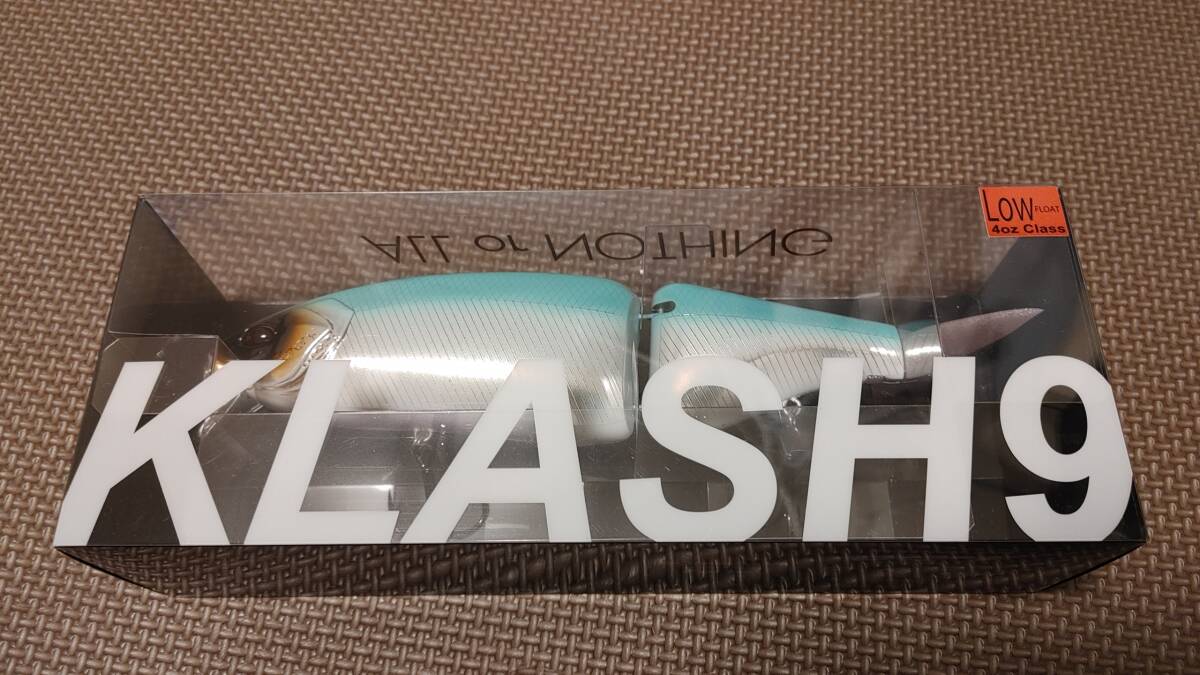 ALL or NOTHING
LOW FLOAT
4oz Class
KLASH9